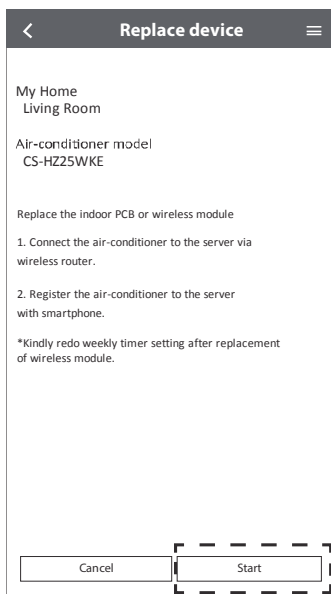 Replace device
My Home
Living Room
Air-conditioner model
CS-HZ25WKE
Replace the indoor PCB or wireless module
1. Connect the air-conditioner to the server via
wireless router.
2. Register the air-conditioner to the server
with smartphone.
*Kindly redo weekly timer setting after replacement
of wireless module.
Cancel
Start